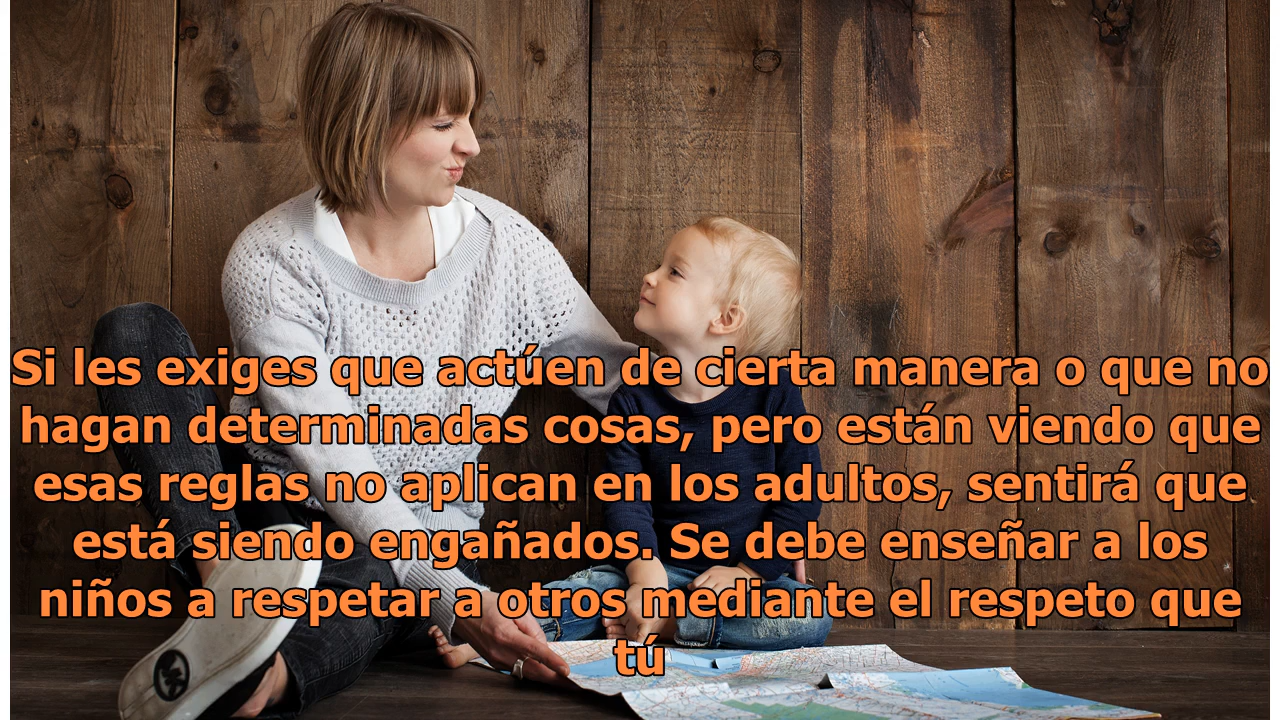 Si les exiges que actúen de cierta manera o que no
hagan determinadas cosas, pero están viendo que
esas reglas no aplican en los adultos, sentirá que
está siendo engañados. Se debe enseñar a los
niños a respetar a otros mediante el respeto que
tú
MK